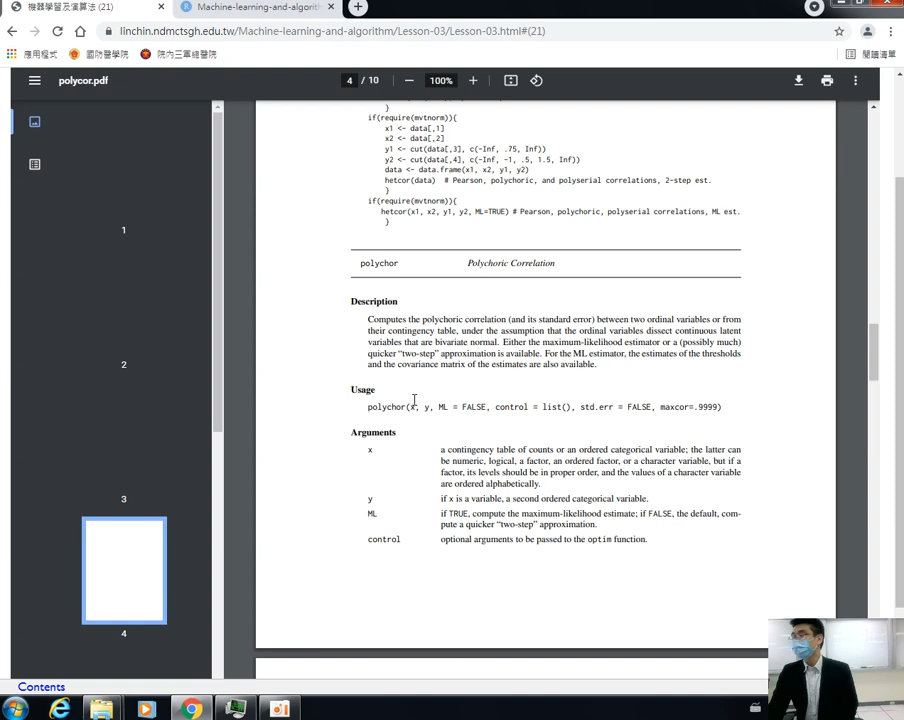 機器學習及演算法 (21)
Machine-learning-and-algorith
linchin.ndmctsgh.edu.tw/Machine-learning-and-algorithm/Lesson-03/Lesson-03.html#(21)
應用程式
國防醫學院
院內三軍總醫院
閱讀清單
polycor.pdf
4 / 10
100%
}
if(require(mvtnorm)){
x1 <- data[,1]
x2 <- data[,2]
y1 <- cut(data[,3], c(-Inf, .75, Inf))
y2 <- cut(data[,4], c(-Inf, -1, .5, 1.5, Inf))
data <- data.frame(x1, x2, y1, y2)
hetcor(data) # Pearson, polychoric, and polyserial correlations, 2-step est.
}
if(require(mvtnorm)){
hetcor(x1, x2, y1, y2, ML=TRUE) # Pearson, polychoric, polyserial correlations, ML est.
}
polychor Polychoric Correlation
Description
Computes the polychoric correlation (and its standard error) between two ordinal variables or from
their contingency table, under the assumption that the ordinal variables dissect continuous latent
variables that are bivariate normal. Either the maximum-likelihood estimator or a (possibly much)
quicker “two-step” approximation is available. For the ML estimator, the estimates of the thresholds
and the covariance matrix of the estimates are also available.
Usage
polychor(x, y, ML = FALSE, control = list(), std.err = FALSE, maxcor=.9999)
Arguments
x a contingency table of counts or an ordered categorical variable; the latter can
be numeric, logical, a factor, an ordered factor, or a character variable, but if a
factor, its levels should be in proper order, and the values of a character variable
are ordered alphabetically.
y if x is a variable, a second ordered categorical variable.
ML if TRUE, compute the maximum-likelihood estimate; if FALSE, the default, com-
pute a quicker “two-step” approximation.
control optional arguments to be passed to the optim function.
1
2
3
4
Contents